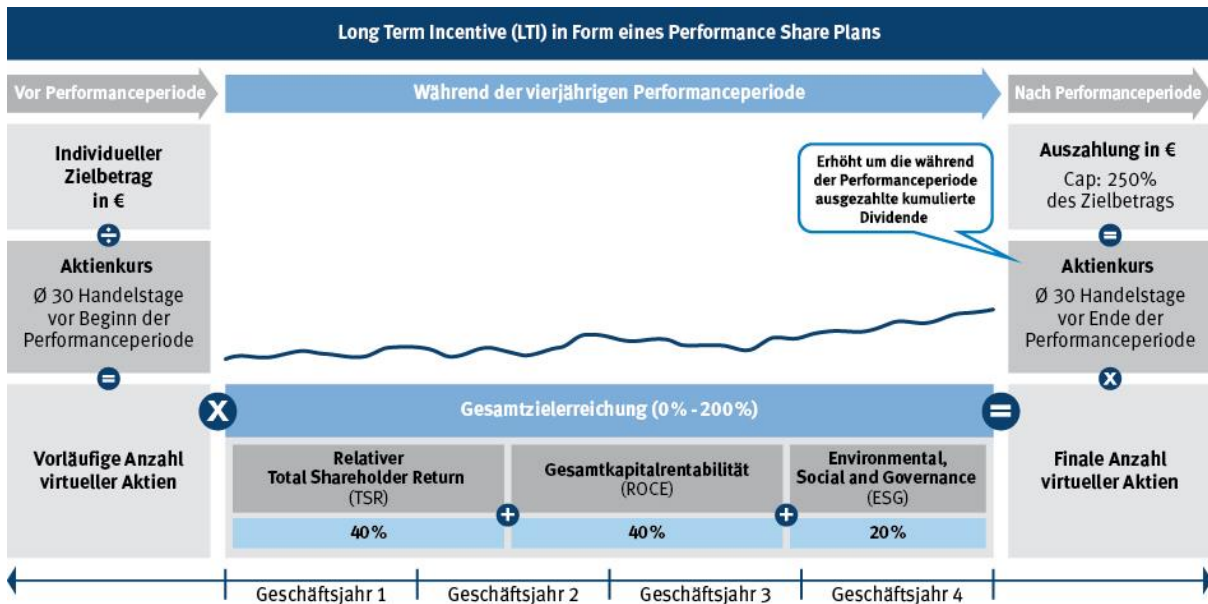 Long Term Incentive (LTI) in Form eines Performance Share Plans
Vor Performanceperiode
Während der vierjährigen Performanceperiode
Nach Performanceperiode
Individueller
Zielbetrag
in €
÷
Aktienkurs
Ø 30 Handelstage
vor Beginn der
Performanceperiode
=
Vorläufige Anzahl
virtueller Aktien
Erhöht um die während
der Performanceperiode
ausgezahlte kumulierte
Dividende
X
Gesamtzielerreichung (0% - 200%)
=
Relativer
Total Shareholder Return
(TSR)
40%
+
Gesamtkapitalrentabilität
(ROCE)
40%
+
Environmental,
Social and Governance
(ESG)
20%
Auszahlung in €
Cap: 250%
des Zielbetrags
=
Aktienkurs
Ø 30 Handelstage
vor Ende der
Performanceperiode
X
Finale Anzahl
virtueller Aktien
Geschäftsjahr 1
Geschäftsjahr 2
Geschäftsjahr 3
Geschäftsjahr 4